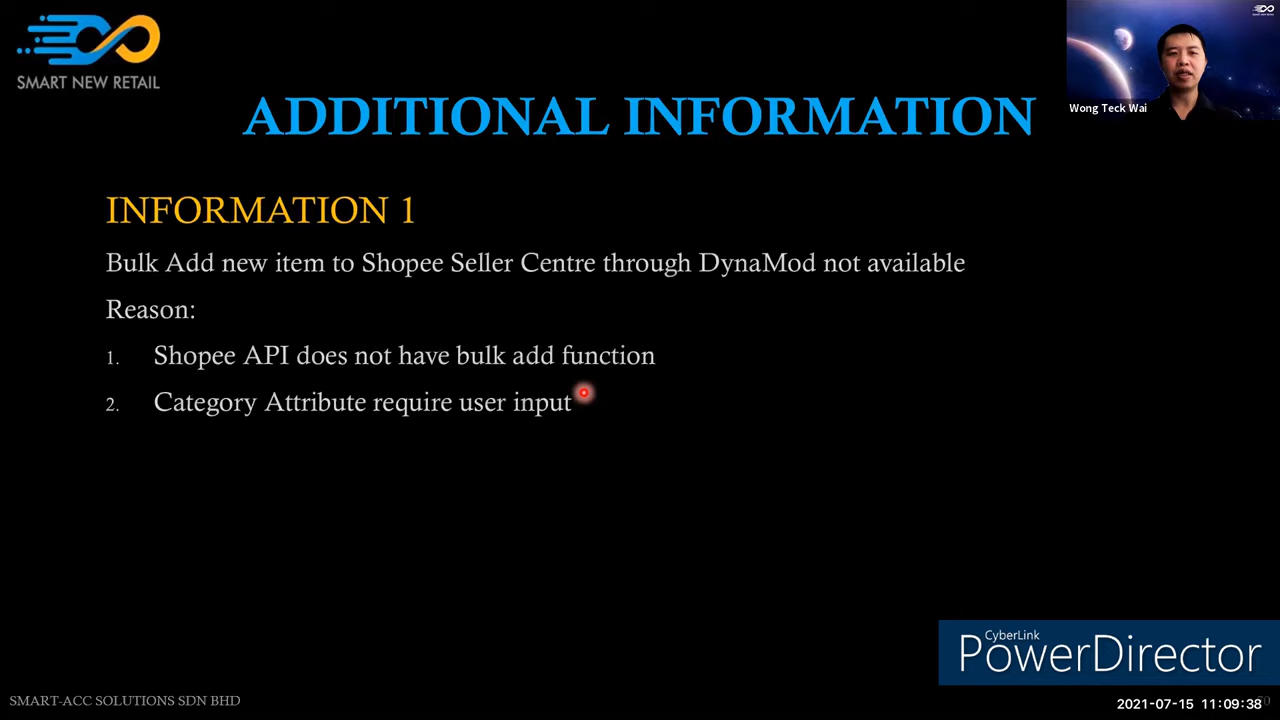 SMART NEW RETAIL
Wong Teck Wai
ADDITIONAL INFORMATION
INFORMATION 1
Bulk Add new item to Shopee Seller Centre through DynaMod not available
Reason:
1. Shopee API does not have bulk add function
2. Category Attribute require user input
CyberLink
PowerDirector
SMART-ACC SOLUTIONS SDN BHD
2021-07-15 11:09:38